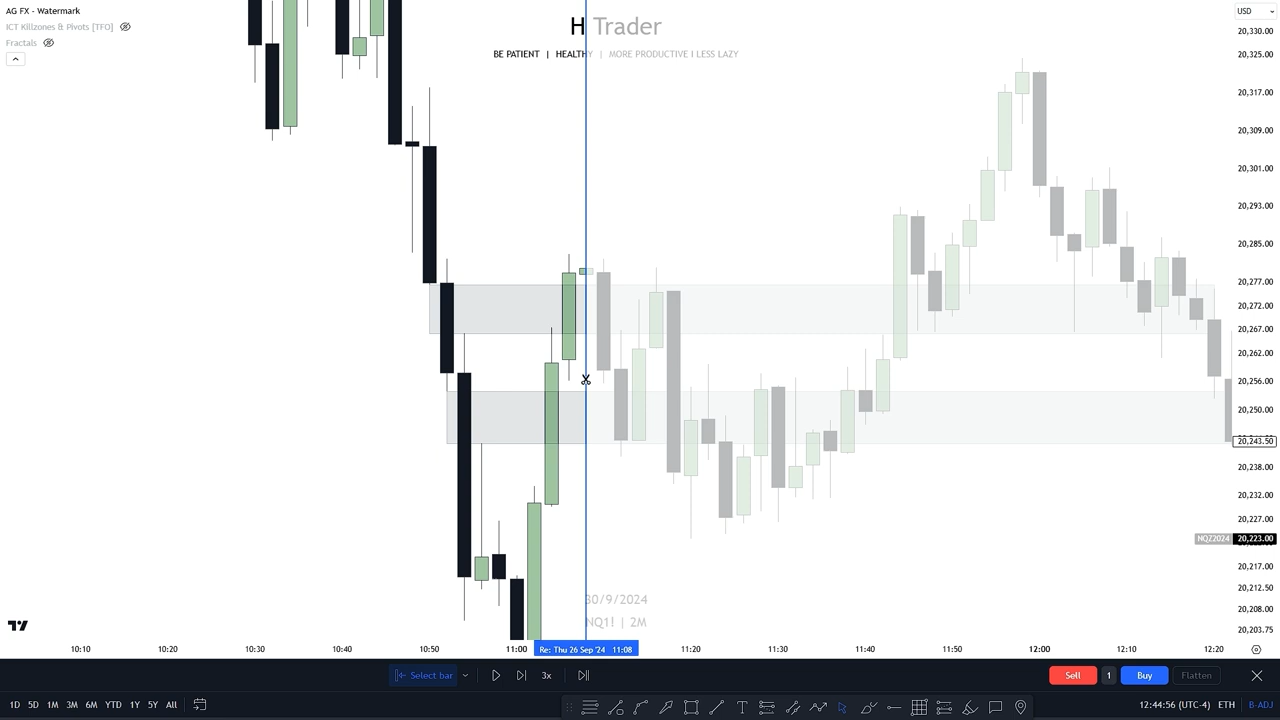 AG FX - Watermark
ICT Killzones & Pivots [TFO]
Fractals
H Trader
BE PATIENT | HEALTHY | MORE PRODUCTIVE I LESS LAZY
USD
20,330.00
20,325.00
20,317.00
20,309.00
20,301.00
20,293.00
20,285.00
20,277.00
20,272.00
20,267.00
20,262.00
20,256.00
20,250.00
20,243.50
20,238.00
20,232.00
20,227.00
NQZ2024 20,223.00
20,217.00
20,212.50
20,208.00
20,203.75
30/9/2024
NQ1! | 2M
10:10 10:20 10:30 10:40 10:50 11:00 Re: Thu 26 Sep '24 11:08 11:20 11:30 11:40 11:50 12:00 12:10 12:20
Select bar 3x Sell 1 Buy Flatten
1D 5D 1M 3M 6M YTD 1Y 5Y All 12:44:56 (UTC-4) ETH B-ADJ